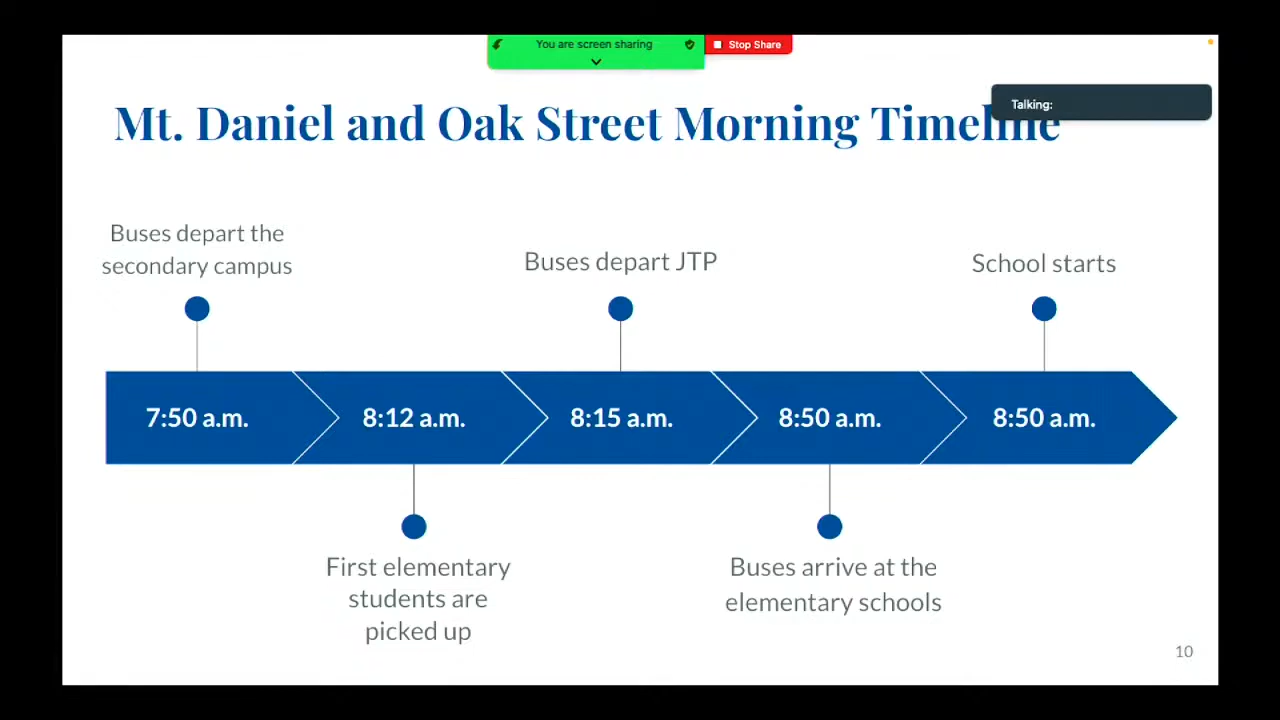 You are screen sharing
Stop Share
Talking:
Mt. Daniel and Oak Street Morning Timeline
Buses depart the
secondary campus
Buses depart JTP
School starts
7:50 a.m.
8:12 a.m.
8:15 a.m.
8:50 a.m.
8:50 a.m.
First elementary
students are
picked up
Buses arrive at the
elementary schools
10